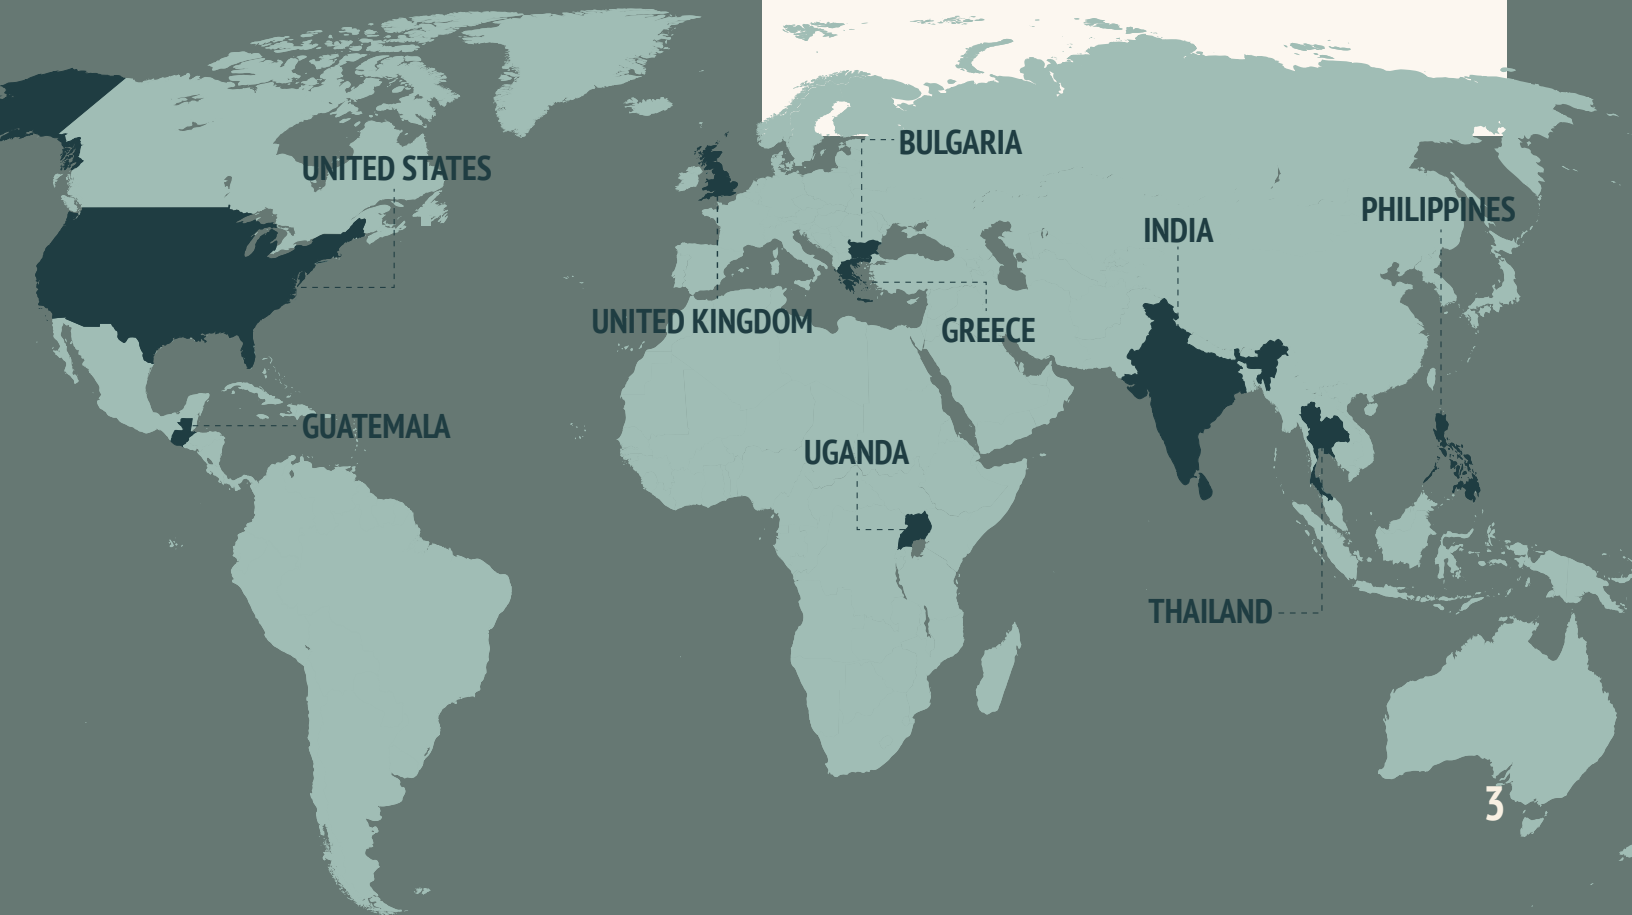 BULGARIA
UNITED STATES
PHILIPPINES
INDIA
UNITED KINGDOM
GREECE
GUATEMALA
UGANDA
THAILAND
3